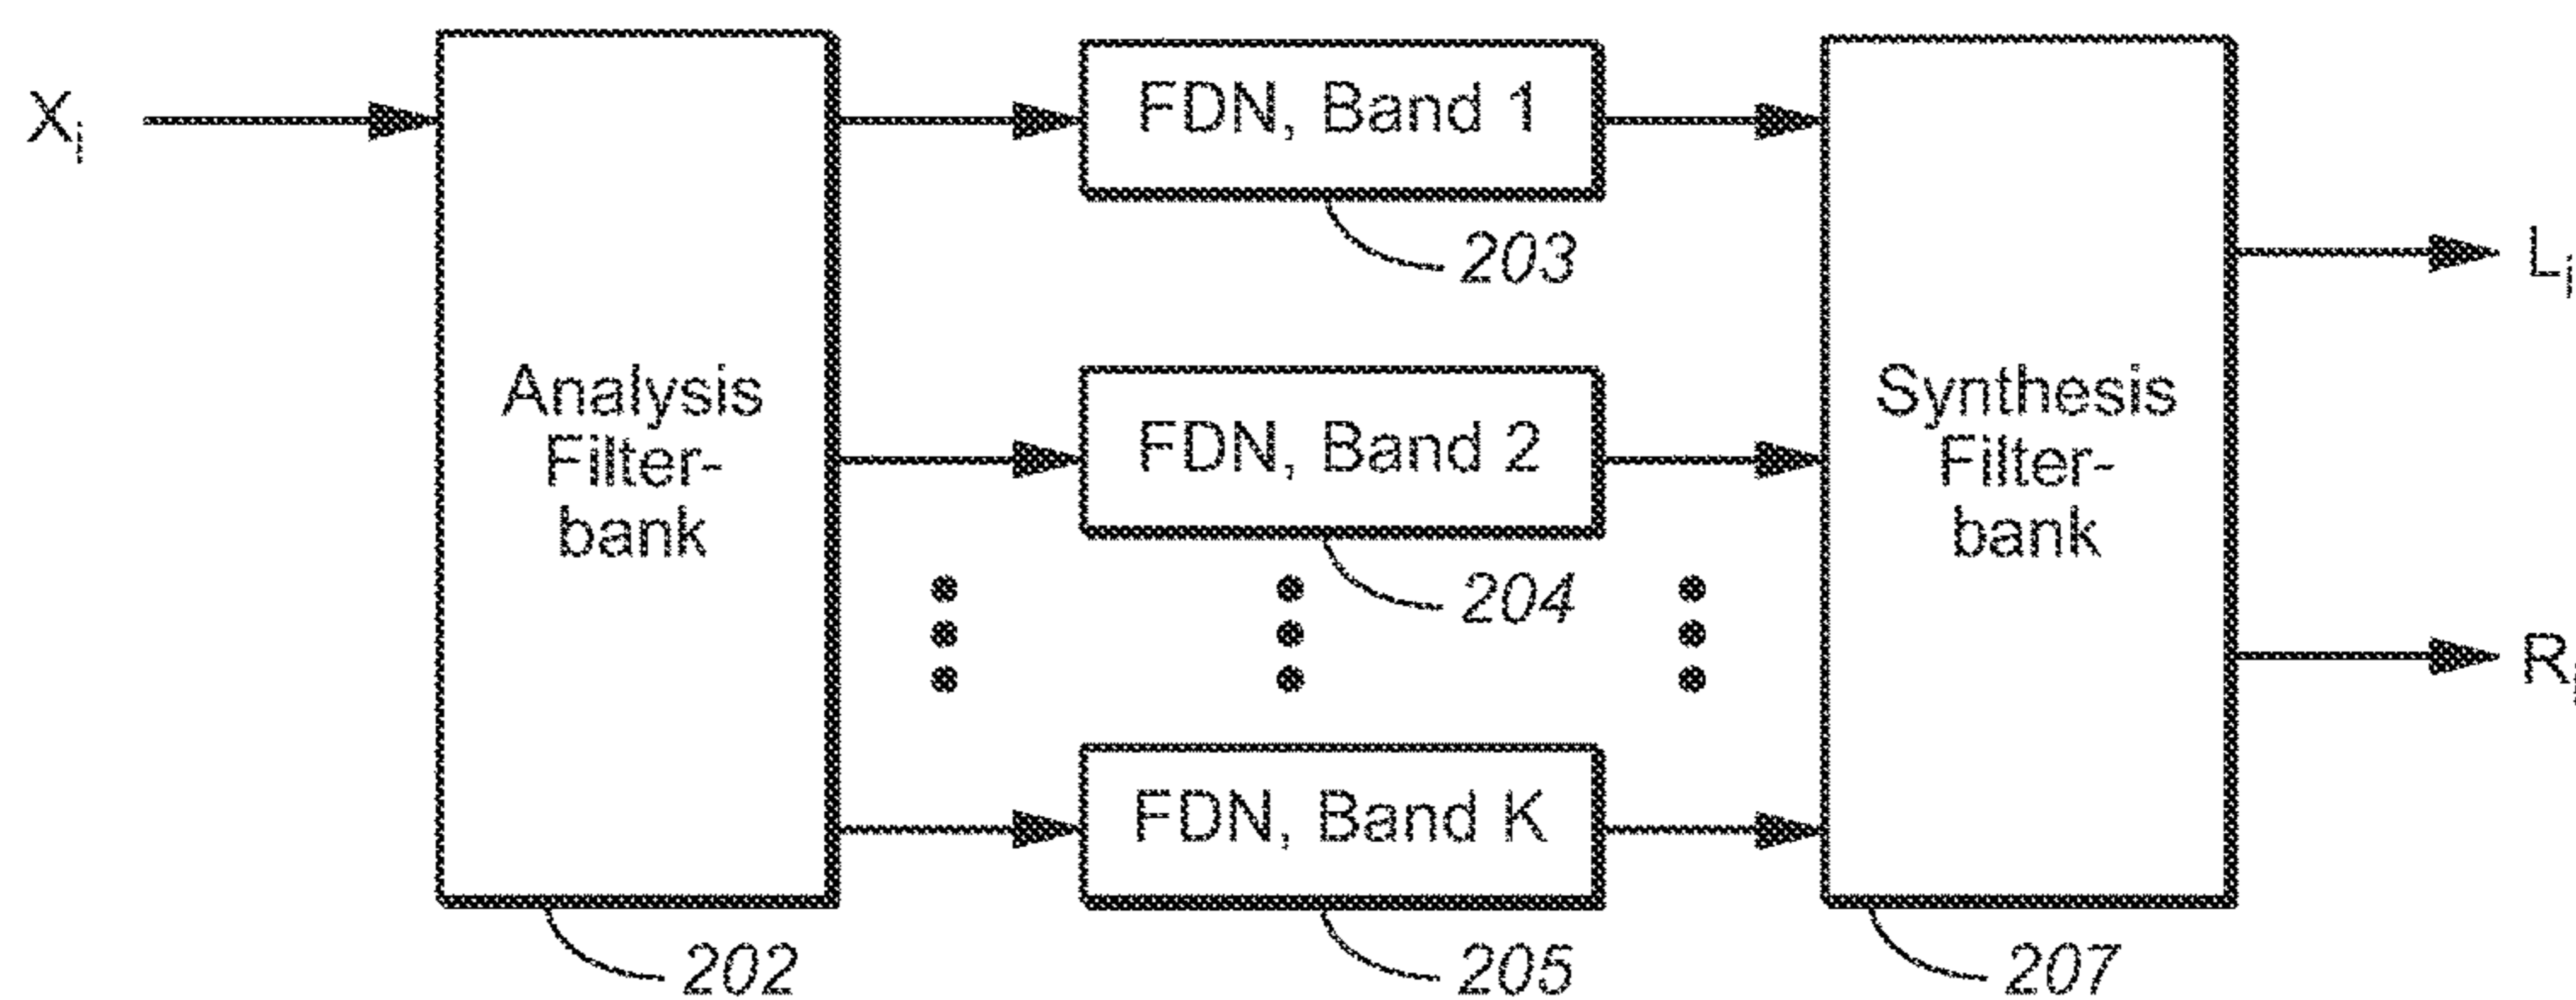 Xi
Analysis
Filter-
bank
202
FDN, Band 1
203
FDN, Band 2
204
FDN, Band K
205
Synthesis
Filter-
bank
207
Li
Ri